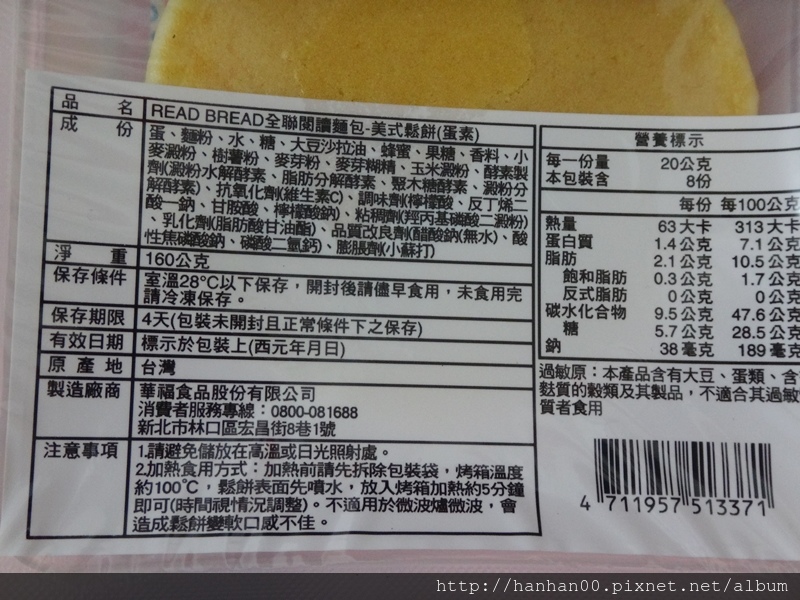 品名 READ BREAD全聯閱讀麵包-美式鬆餅(蛋素)
成份 蛋、麵粉、水、糖、大豆沙拉油、蜂蜜、果糖、香料、小
麥澱粉、樹薯粉、麥芽粉、麥芽糊精、玉米澱粉、酵素製
劑(澱粉水解酵素、脂肪分解酵素、聚木糖酵素、澱粉分
解酵素)、抗氧化劑(維生素C)、調味劑(檸檬酸、反丁烯二
酸一鈉、甘胺酸、檸檬酸鈉)、粘稠劑(羥丙基磷酸二澱粉)
、乳化劑(脂肪酸甘油酯)、品質改良劑(醋酸鈉(無水)、酸
性焦磷酸鈉、磷酸二氫鈣)、膨脹劑(小蘇打)
淨重 160公克
保存條件 室溫28°C以下保存，開封後請儘早食用，未食用完
請冷凍保存。
保存期限 4天(包裝未開封且正常條件下之保存)
有效日期 標示於包裝上(西元年月日)
原產地 台灣
製造廠商 華福食品股份有限公司
消費者服務專線：0800-081688
新北市林口區宏昌街8巷1號
注意事項 1.請避免儲放在高溫或日光照射處。
2.加熱食用方式：加熱前請先拆除包裝袋，烤箱溫度
約100°C，鬆餅表面先噴水，放入烤箱加熱約5分鐘
即可(時間視情況調整)。不適用於微波爐微波，會
造成鬆餅變軟口感不佳。
營養標示
每一份量 20公克
本包裝含 8份
每份 每100公克
熱量 63大卡 313大卡
蛋白質 1.4公克 7.1公克
脂肪 2.1公克 10.5公克
飽和脂肪 0.3公克 1.7公克
反式脂肪 0公克 0公克
碳水化合物 9.5公克 47.6公克
糖 5.7公克 28.5公克
鈉 38毫克 189毫克
過敏原：本產品含有大豆、蛋類、含
麩質的穀類及其製品，不適合其過敏
質者食用
4 711957 513371
http://hanhan00.pixnet.net/album